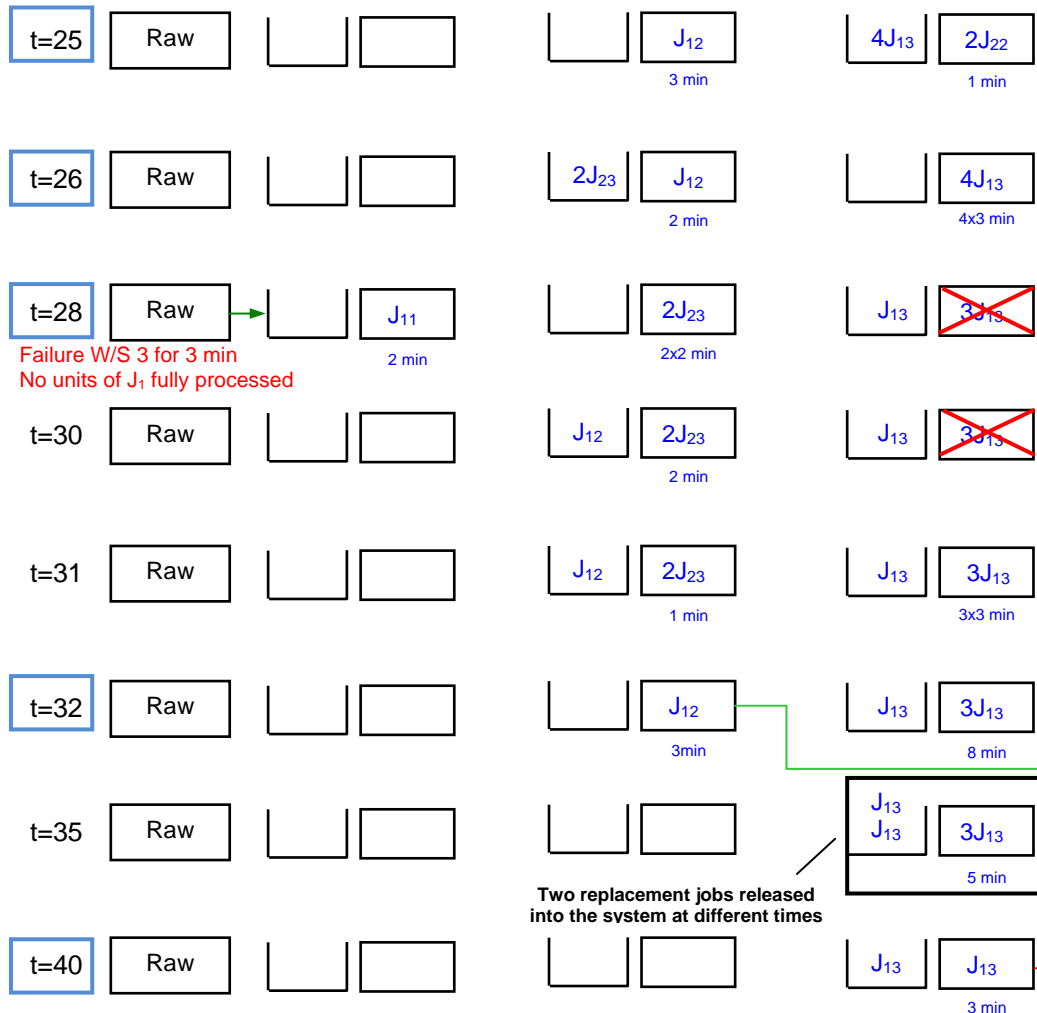 t=25 Raw J₁₂ 4J₁₃ 2J₂₂
3 min 1 min
t=26 Raw 2J₂₃ J₁₂ 4J₁₃
2 min 4x3 min
t=28 Raw J₁₁ 2J₂₃ J₁₃ 3J₁₃
Failure W/S 3 for 3 min 2 min 2x2 min
No units of J₁ fully processed
t=30 Raw J₁₂ 2J₂₃ J₁₃ 3J₁₃
2 min
t=31 Raw J₁₂ 2J₂₃ J₁₃ 3J₁₃
1 min 3x3 min
t=32 Raw J₁₂ J₁₃ 3J₁₃
3min 8 min
J₁₃
t=35 Raw J₁₃ 3J₁₃
5 min
Two replacement jobs released
into the system at different times
t=40 Raw J₁₃ J₁₃
3 min